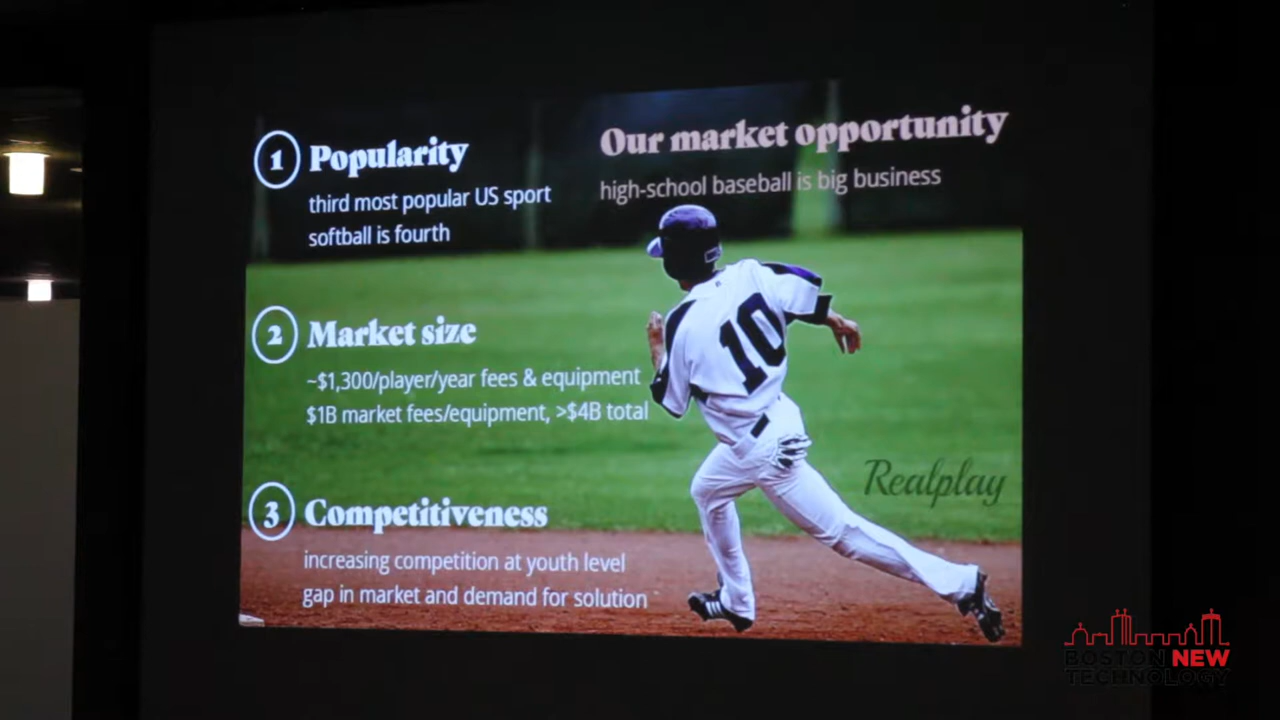 Our market opportunity
high-school baseball is big business
1 Popularity
third most popular US sport
softball is fourth
2 Market size
~$1,300/player/year fees & equipment
$1B market fees/equipment, >$4B total
3 Competitiveness
increasing competition at youth level
gap in market and demand for solution
10
Realplay
BOSTON NEW
TECHNOLOGY